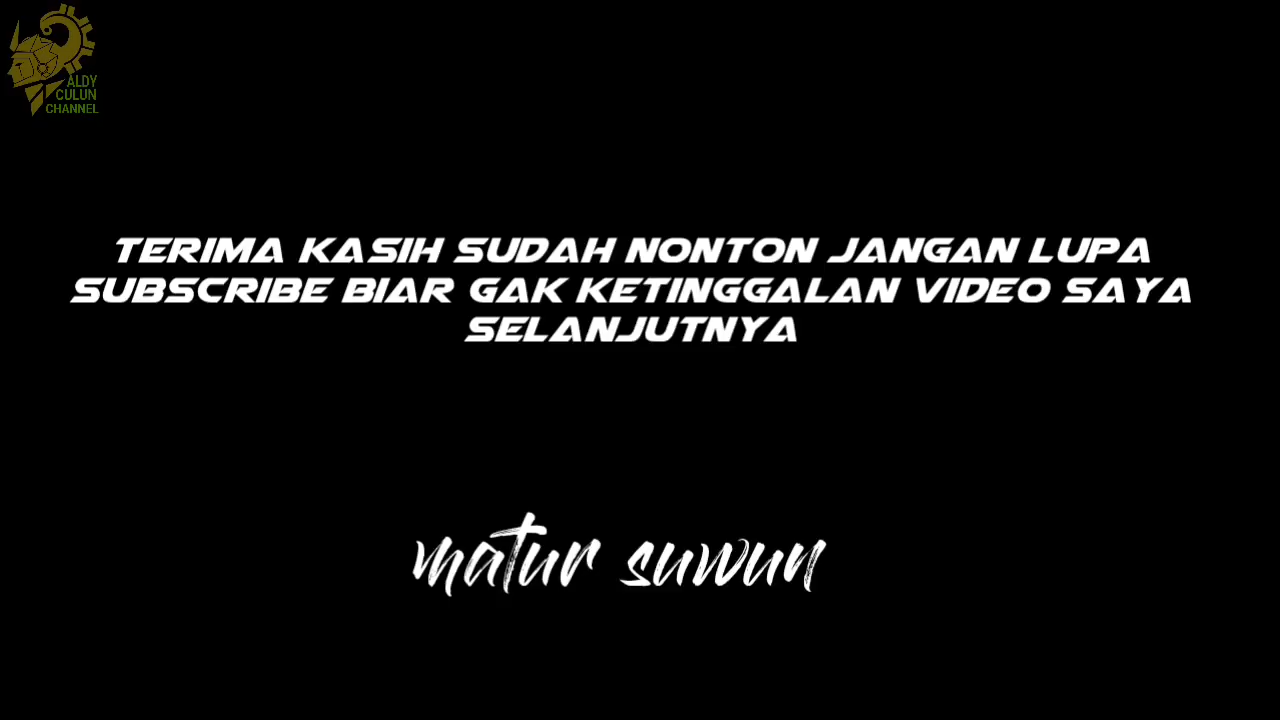 ALDY
CULUN
CHANNEL
TERIMA KASIH SUDAH NONTON JANGAN LUPA
SUBSCRIBE BIAR GAK KETINGGALAN VIDEO SAYA
SELANJUTNYA
matur suwun